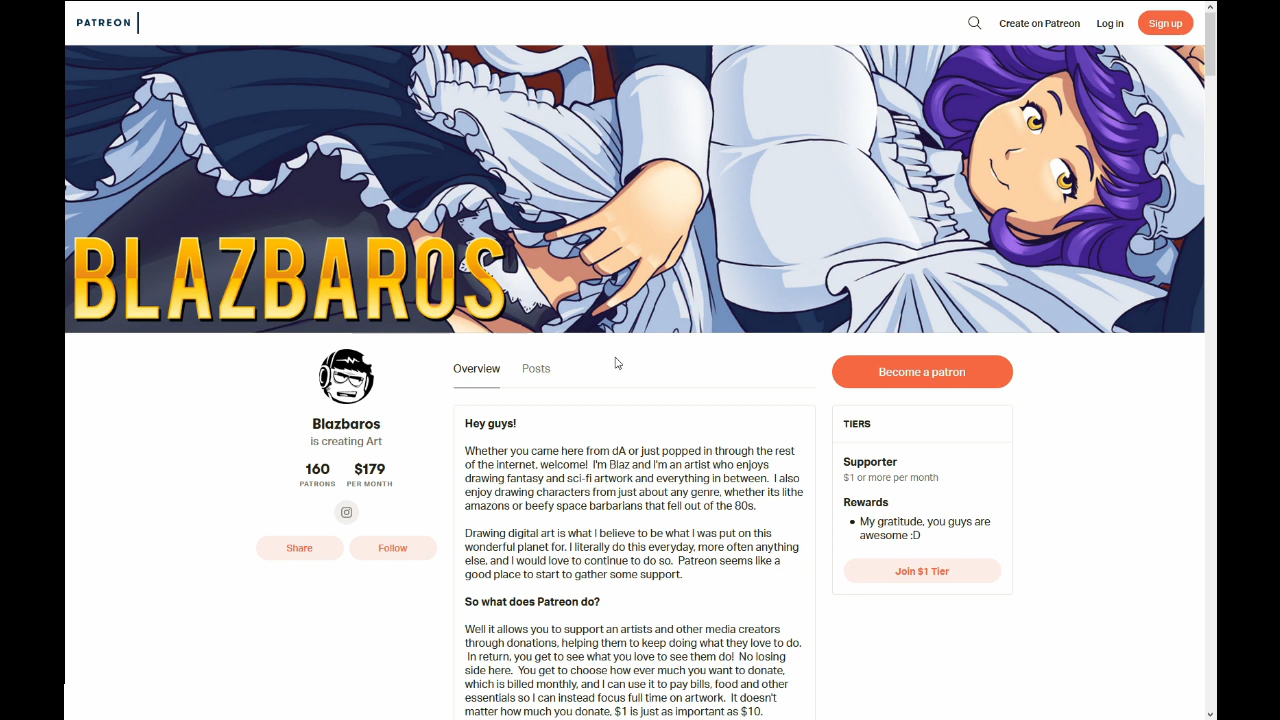 PATREON
Create on Patreon
Log in
Sign up
BLAZBAROS
Blazbaros
is creating Art
160
$179
PATRONS
PER MONTH
Share
Follow
Overview
Posts
Hey guys!
Whether you came here from dA or just popped in through the rest
of the internet, welcome! I'm Blaz and I'm an artist who enjoys
drawing fantasy and sci-fi artwork and everything in between. I also
enjoy drawing characters from just about any genre, whether its lithe
amazons or beefy space barbarians that fell out of the 80s.
Drawing digital art is what I believe to be what I was put on this
wonderful planet for, I literally do this everyday, more often anything
else, and I would love to continue to do so. Patreon seems like a
good place to start to gather some support.
So what does Patreon do?
Well it allows you to support an artists and other media creators
through donations, helping them to keep doing what they love to do.
In return, you get to see what you love to see them do! No losing
side here. You get to choose how ever much you want to donate,
which is billed monthly, and I can use it to pay bills, food and other
essentials so I can instead focus full time on artwork. It doesn't
matter how much you donate, $1 is just as important as $10.
Become a patron
TIERS
Supporter
$1 or more per month
Rewards
• My gratitude, you guys are
awesome :D
Join $1 Tier